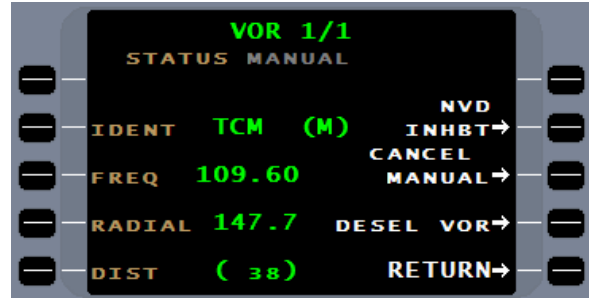 VOR 1/1
STATUS MANUAL
NVD
IDENT TCM (M) INHBT→
CANCEL
FREQ 109.60 MANUAL→
RADIAL 147.7 DESEL VOR→
DIST ( 38) RETURN→